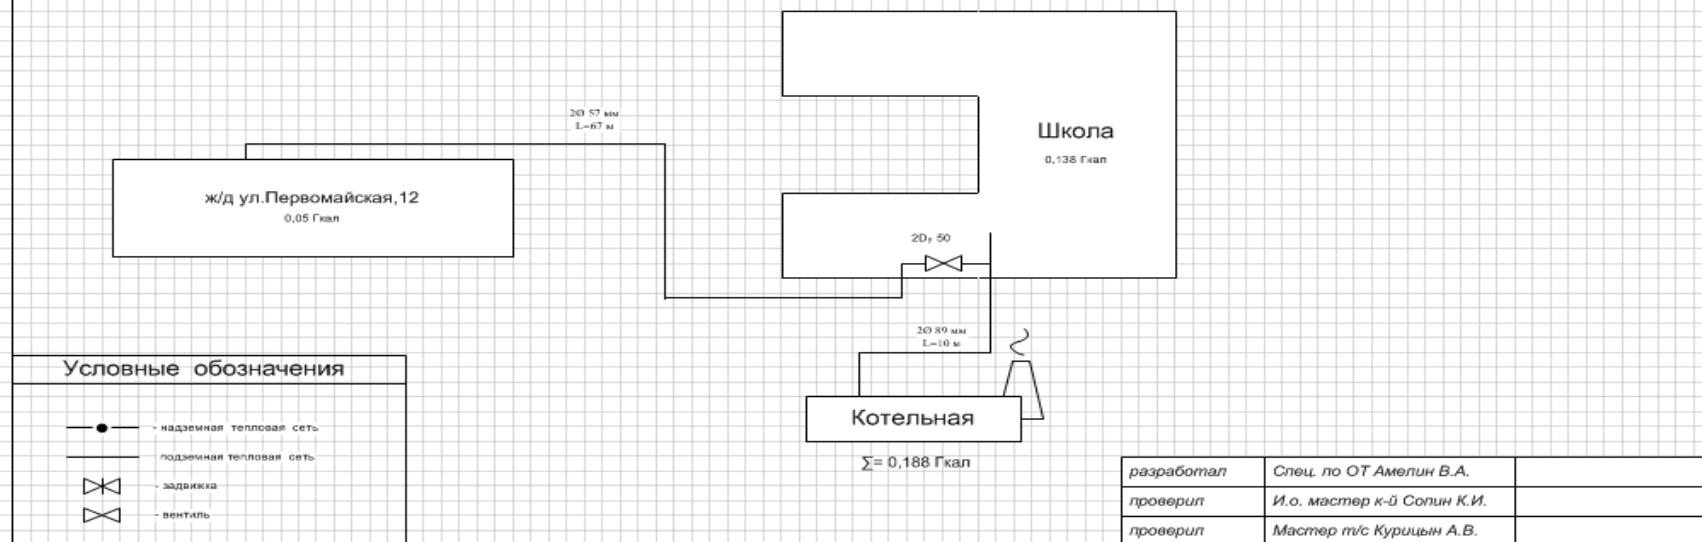 Школа
0,138 Гкал
2Ø 57 мм
L=67 м
ж/д ул.Первомайская,12
0,05 Гкал
2Dу 50
2Ø 89 мм
L=10 м
Котельная
∑= 0,188 Гкал
Условные обозначения
- надземная тепловая сеть
- подземная тепловая сеть
- задвижка
- вентиль
разработал Спец. по ОТ Амелин В.А.
проверил И.о. мастер к-й Сопин К.И.
проверил Мастер т/с Курицын А.В.